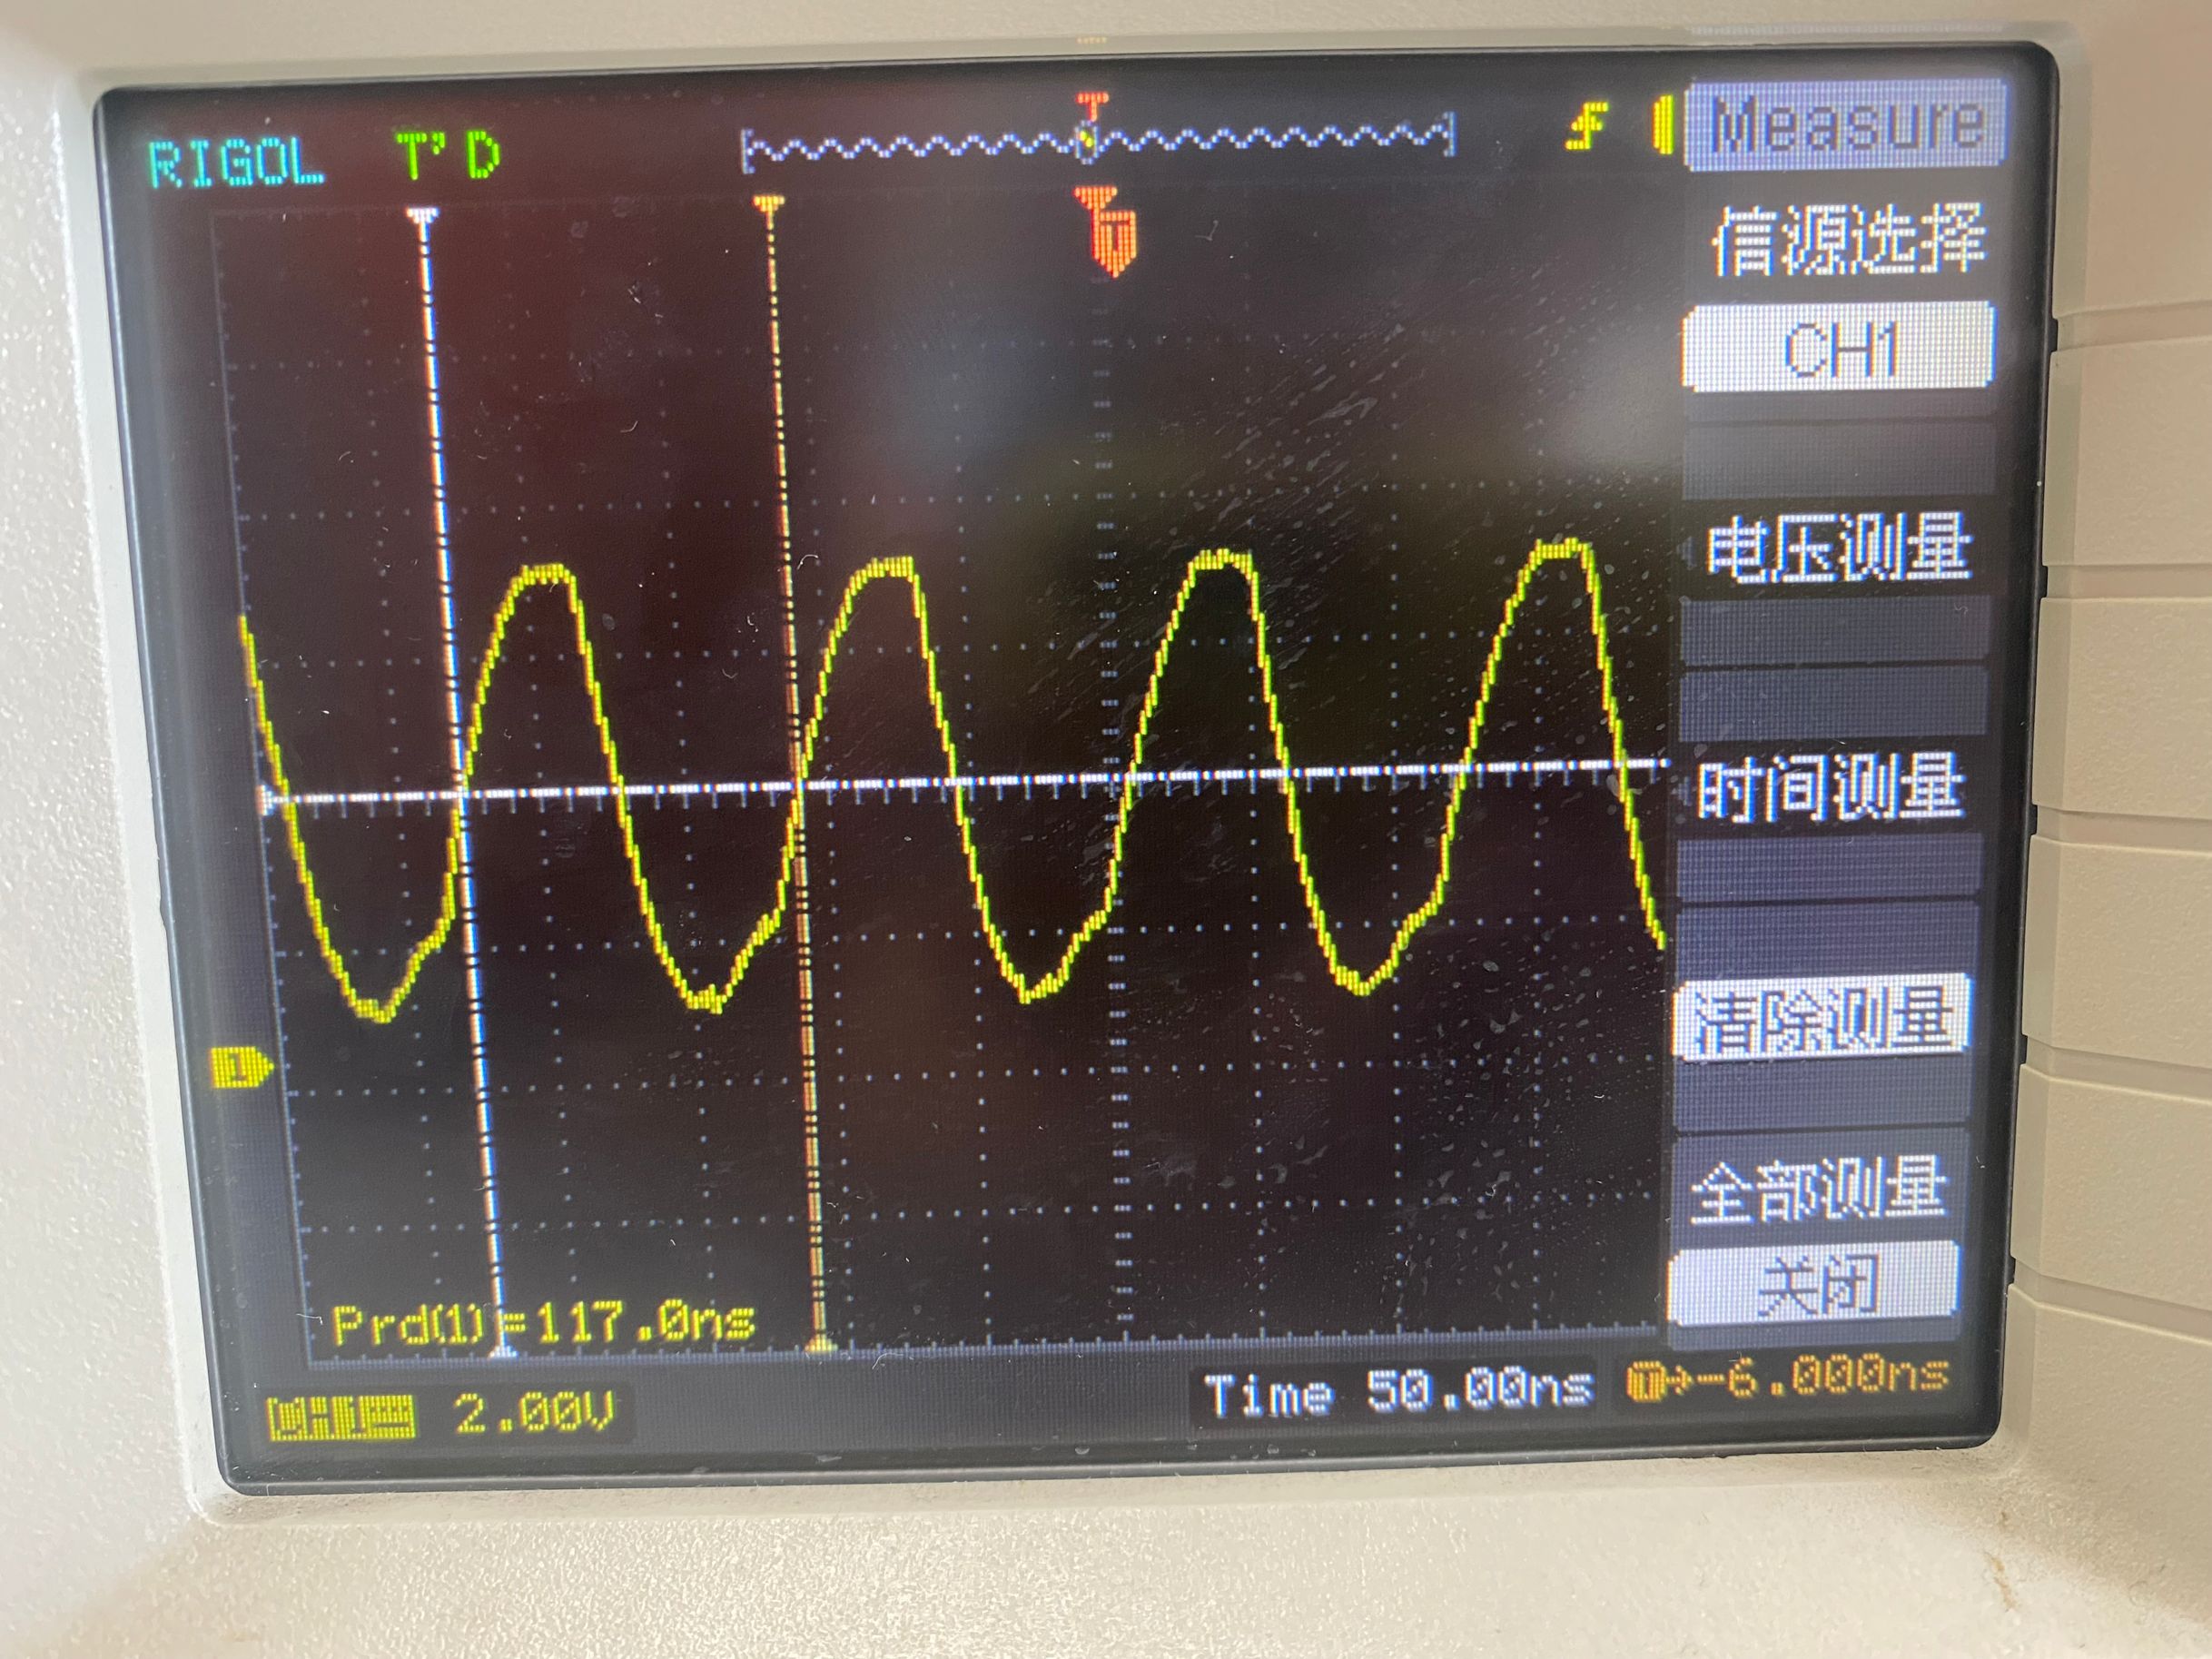 RIGOL T'D T Measure
T
信源选择
CH1
电压测量
时间测量
1
清除测量
全部测量
关闭
Prd(1)=117.0ns
2.00V Time 50.00ns T→-6.000ns